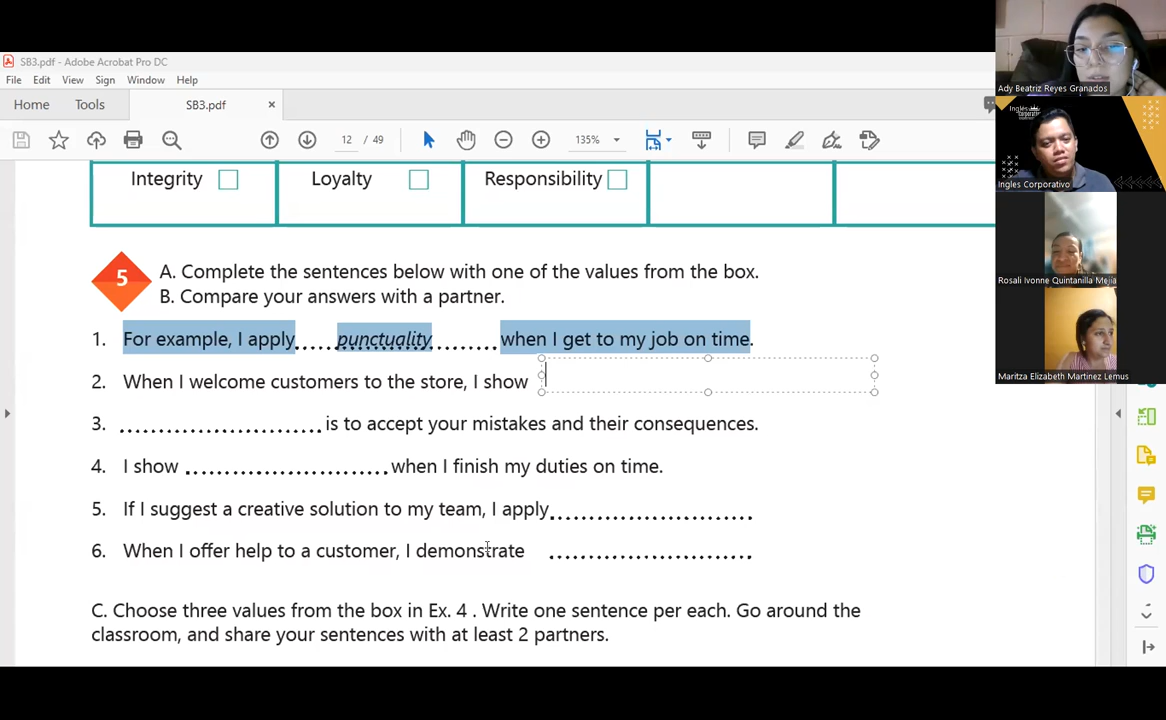 SB3.pdf - Adobe Acrobat Pro DC
File Edit View Sign Window Help
Home Tools SB3.pdf ×
12 / 49 135%
Integrity Loyalty Responsibility
5 A. Complete the sentences below with one of the values from the box.
B. Compare your answers with a partner.
1. For example, I apply.....punctuality.........when I get to my job on time.
2. When I welcome customers to the store, I show
3. ........................... is to accept your mistakes and their consequences.
4. I show ........................... when I finish my duties on time.
5. If I suggest a creative solution to my team, I apply...........................
6. When I offer help to a customer, I demonstrate ...........................
C. Choose three values from the box in Ex. 4 . Write one sentence per each. Go around the
classroom, and share your sentences with at least 2 partners.
Ady Beatriz Reyes Granados
Inglés
Corporativo
Ingles Corporativo
Rosali Ivonne Quintanilla Mejia
Maritza Elizabeth Martinez Lemus